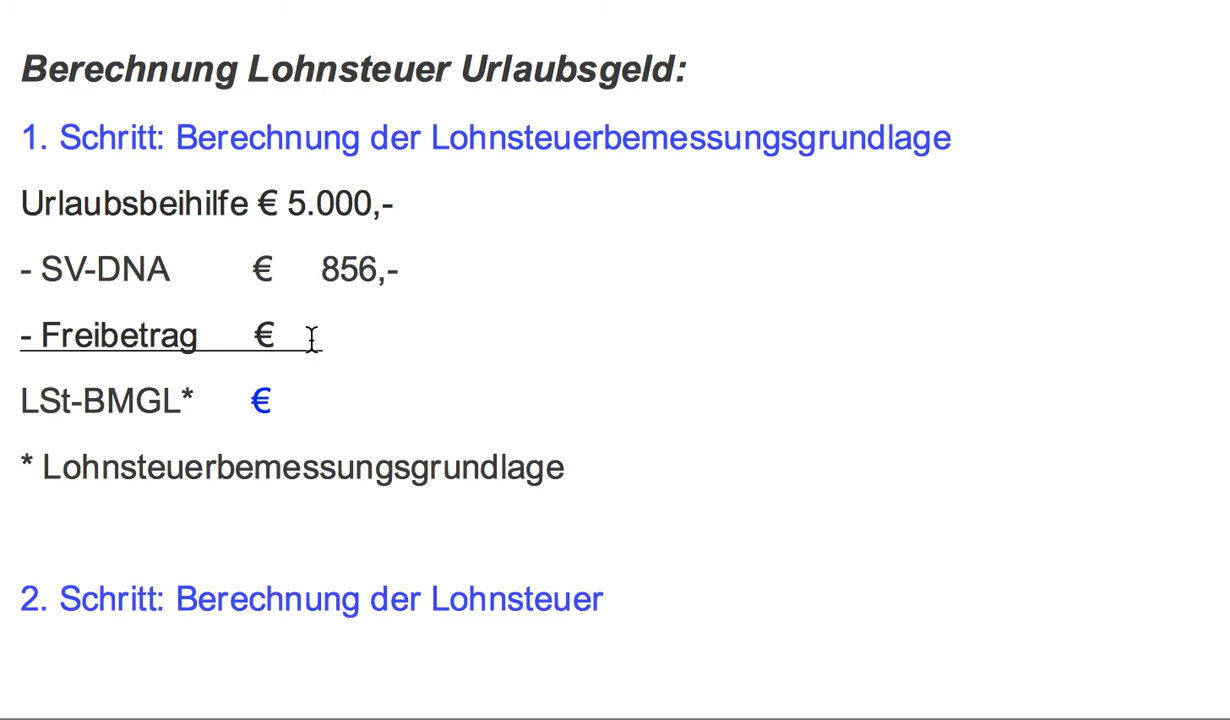 Berechnung Lohnsteuer Urlaubsgeld:
1. Schritt: Berechnung der Lohnsteuerbemessungsgrundlage
Urlaubsbeihilfe € 5.000,-
- SV-DNA € 856,-
- Freibetrag €
LSt-BMGL* €
* Lohnsteuerbemessungsgrundlage
2. Schritt: Berechnung der Lohnsteuer